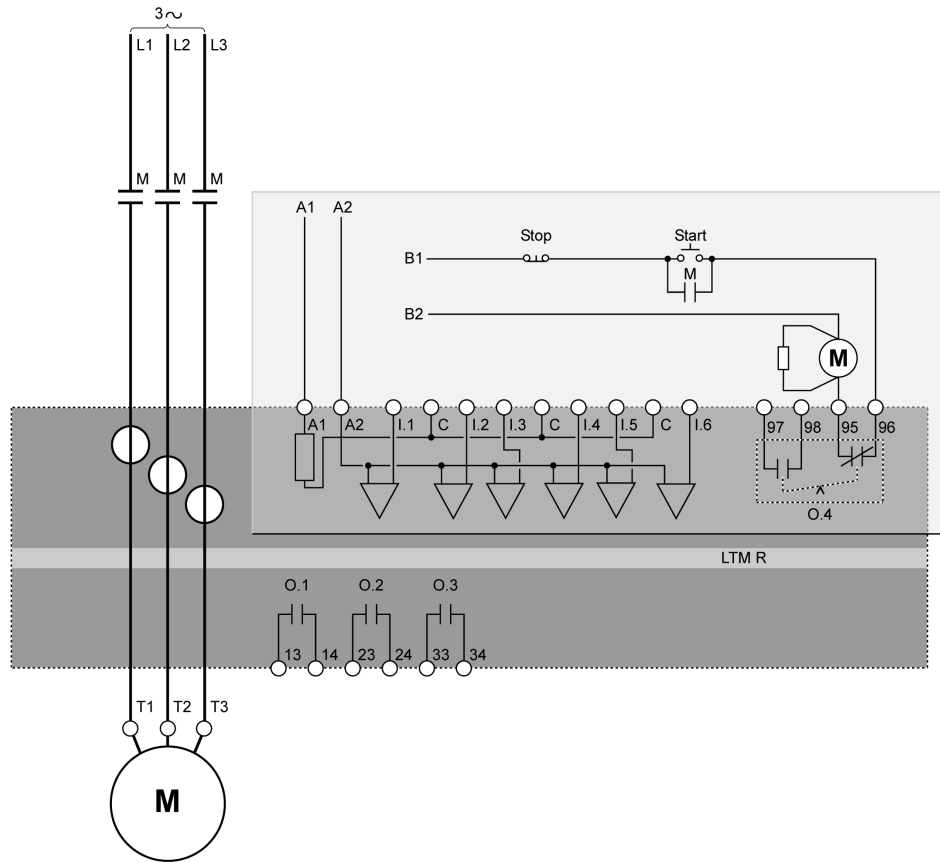 3∼
L1 L2 L3
M M M
A1 A2
Stop Start
B1
M
B2
M
A1 A2 I.1 C I.2 I.3 C I.4 I.5 C I.6 97 98 95 96
O.4
LTM R
O.1 O.2 O.3
13 14 23 24 33 34
T1 T2 T3
M